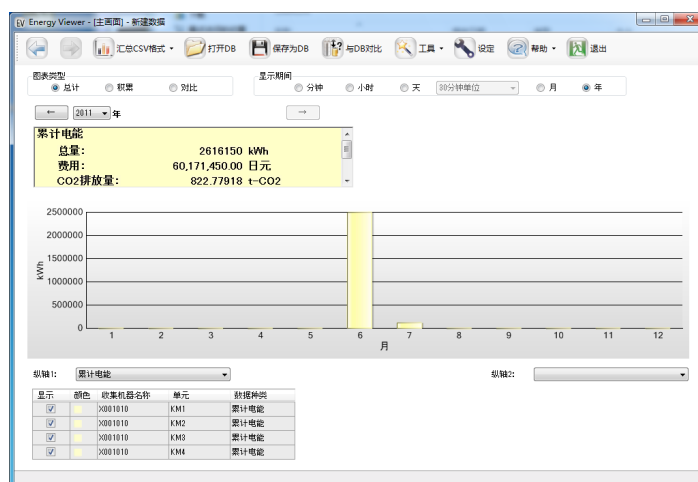 EV Energy Viewer - [主画面] - 新建数据
汇总CSV格式 打开DB 保存为DB 与DB对比 工具 设定 帮助 退出
图表类型 显示期间
总计 积累 对比 分钟 小时 天 30分钟单位 月 年
← 2011 年 →
累计电能
总量: 2616150 kWh
费用: 60,171,450.00 日元
CO2排放量: 822.77918 t-CO2
2500000
2000000
1500000
1000000
500000
0
kWh
1 2 3 4 5 6 7 8 9 10 11 12
月
纵轴1: 累计电能 纵轴2:
显示 颜色 收集机器名称 单元 数据种类
X001010 KM1 累计电能
X001010 KM2 累计电能
X001010 KM3 累计电能
X001010 KM4 累计电能